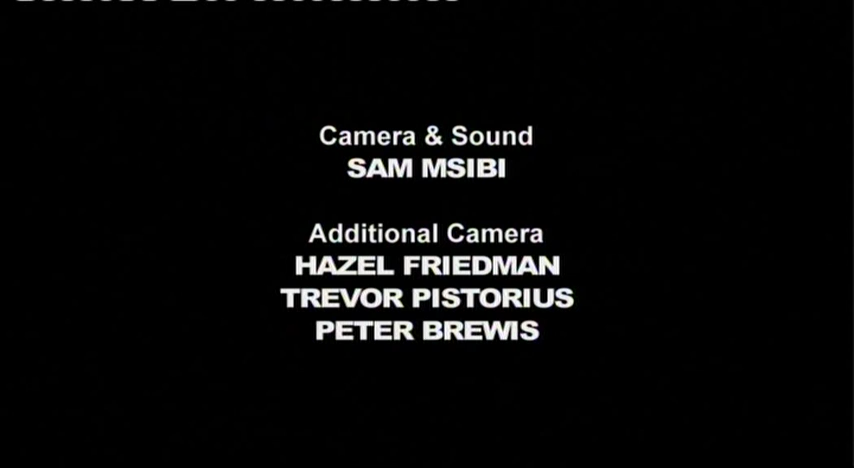 Camera & Sound
SAM MSIBI
Additional Camera
HAZEL FRIEDMAN
TREVOR PISTORIUS
PETER BREWIS